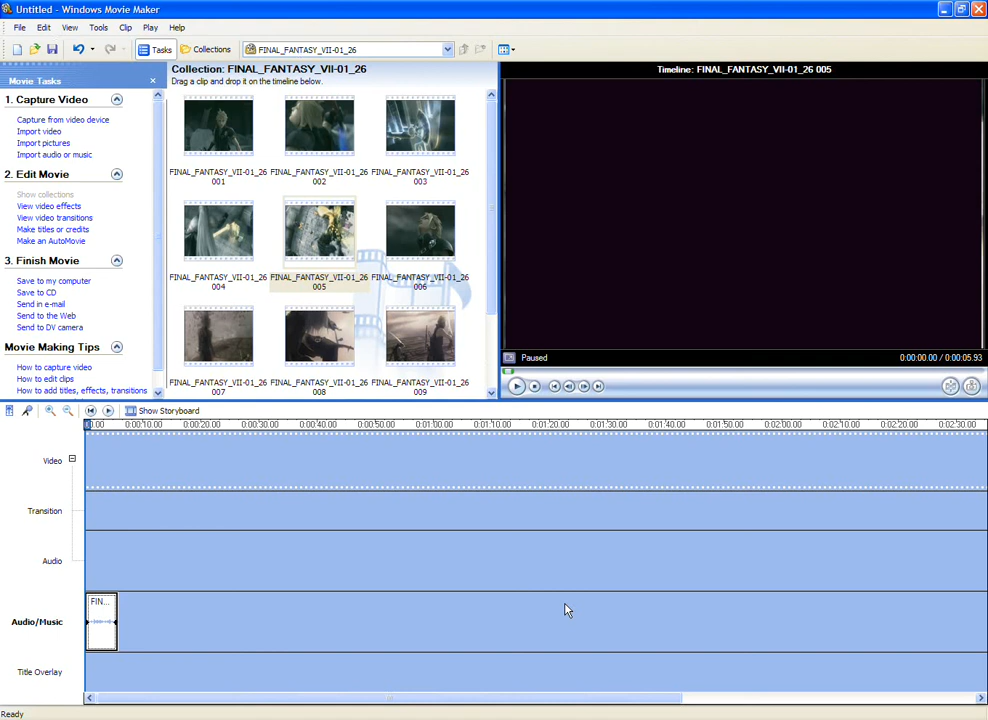 Untitled - Windows Movie Maker
File Edit View Tools Clip Play Help
Tasks Collections FINAL_FANTASY_VII-01_26
Movie Tasks
1. Capture Video
Capture from video device
Import video
Import pictures
Import audio or music
2. Edit Movie
Show collections
View video effects
View video transitions
Make titles or credits
Make an AutoMovie
3. Finish Movie
Save to my computer
Save to CD
Send in e-mail
Send to the Web
Send to DV camera
Movie Making Tips
How to capture video
How to edit clips
How to add titles, effects, transitions
Collection: FINAL_FANTASY_VII-01_26
Drag a clip and drop it on the timeline below.
FINAL_FANTASY_VII-01_26 001
FINAL_FANTASY_VII-01_26 002
FINAL_FANTASY_VII-01_26 003
FINAL_FANTASY_VII-01_26 004
FINAL_FANTASY_VII-01_26 005
FINAL_FANTASY_VII-01_26 006
FINAL_FANTASY_VII-01_26 007
FINAL_FANTASY_VII-01_26 008
FINAL_FANTASY_VII-01_26 009
Timeline: FINAL_FANTASY_VII-01_26 005
Paused 0:00:00.00 / 0:00:05.93
Show Storyboard
0:00:10.00 0:00:20.00 0:00:30.00 0:00:40.00 0:00:50.00 0:01:00.00 0:01:10.00 0:01:20.00 0:01:30.00 0:01:40.00 0:01:50.00 0:02:00.00 0:02:10.00 0:02:20.00 0:02:30.00
Video
Transition
Audio
FIN...
Audio/Music
Title Overlay
Ready